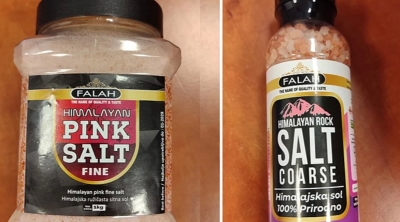 FALAH
THE NAME OF QUALITY & TASTE
HIMALAYAN
PINK
SALT
FINE
Himalayan pink fine salt
Himalajska ružičasta sitna sol
1kg
FALAH
THE NAME OF QUALITY & TASTE
HIMALAYAN ROCK
SALT
COARSE
Himalajska sol
100% Prirodno